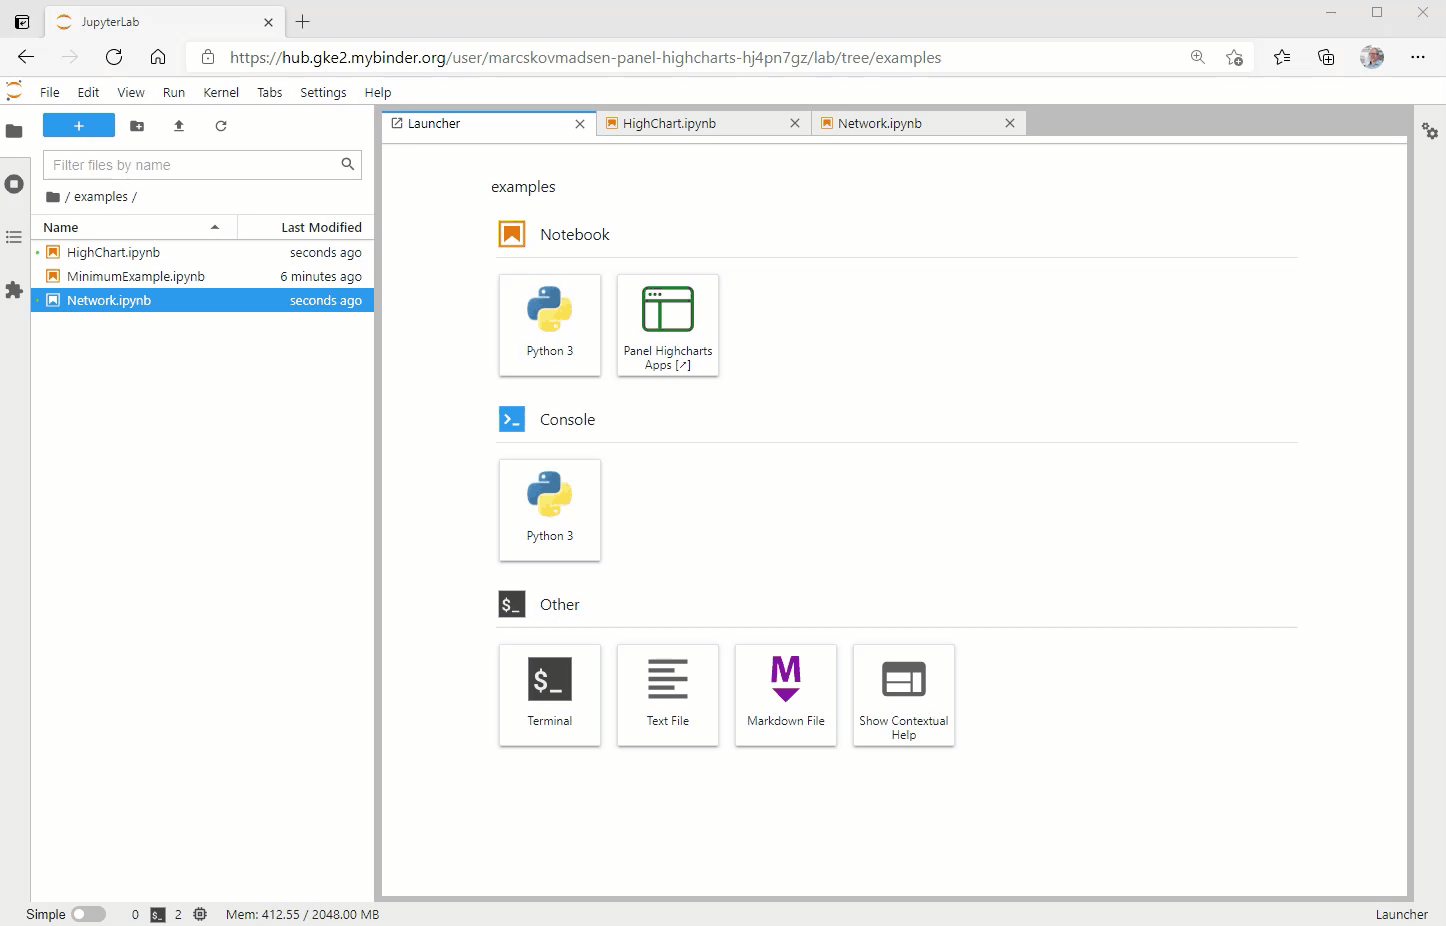 JupyterLab
https://hub.gke2.mybinder.org/user/marcskovmadsen-panel-highcharts-hj4pn7gz/lab/tree/examples
File Edit View Run Kernel Tabs Settings Help
Launcher
HighChart.ipynb
Network.ipynb
Filter files by name
/ examples /
Name
Last Modified
HighChart.ipynb seconds ago
MinimumExample.ipynb 6 minutes ago
Network.ipynb seconds ago
examples
Notebook
Python 3
Panel Highcharts
Apps [↗]
Console
Python 3
Other
$_
$_
Terminal
Text File
M
Markdown File
Show Contextual
Help
Simple 0 $_ 2 Mem: 412.55 / 2048.00 MB
Launcher